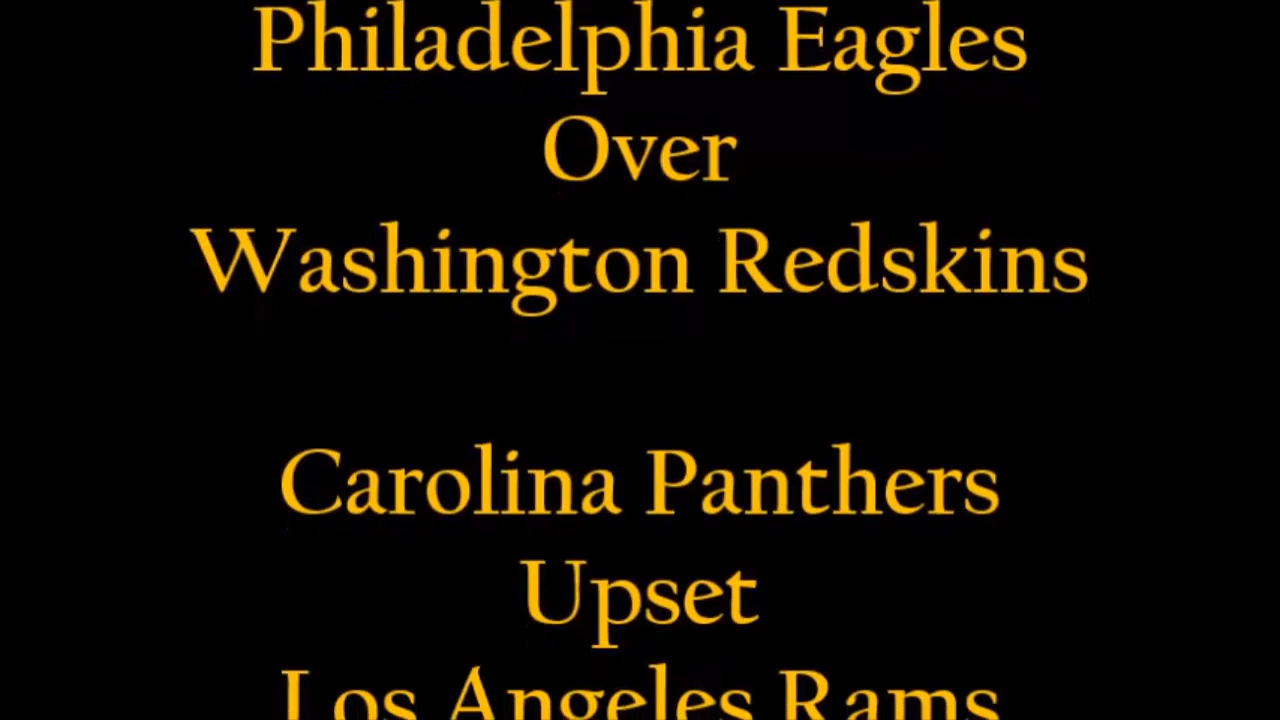 Philadelphia Eagles
Over
Washington Redskins
Carolina Panthers
Upset
Los Angeles Rams